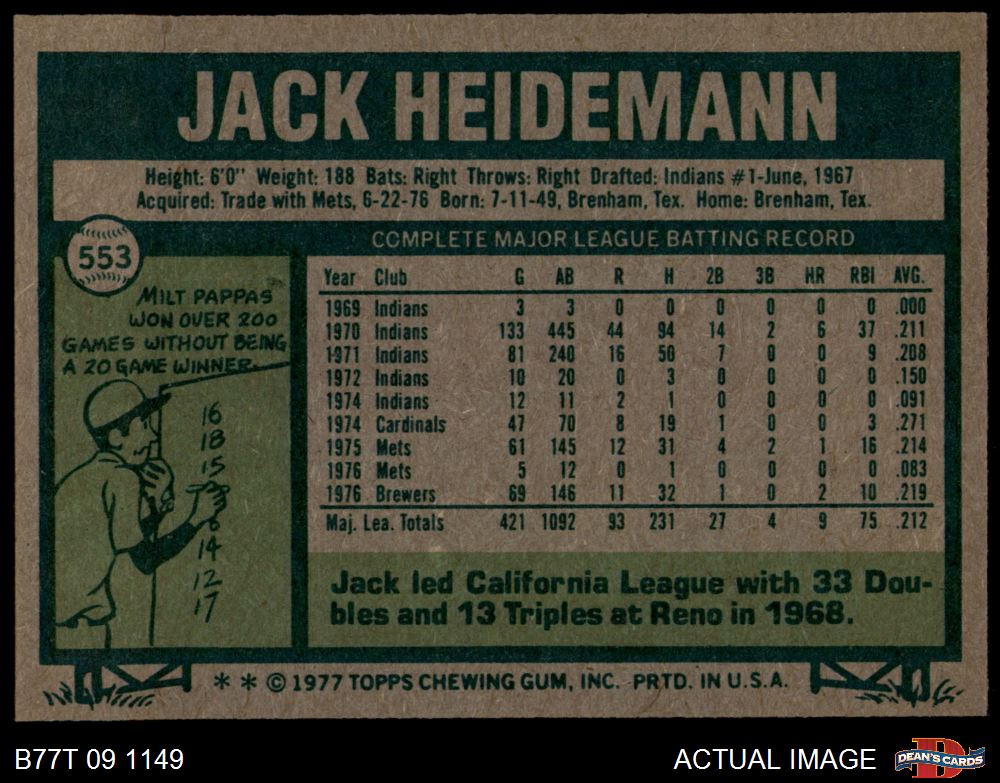 JACK HEIDEMANN
Height: 6'0" Weight: 188 Bats: Right Throws: Right Drafted: Indians #1-June, 1967
Acquired: Trade with Mets, 6-22-76 Born: 7-11-49, Brenham, Tex. Home: Brenham, Tex.
553
MILT PAPPAS
WON OVER 200
GAMES WITHOUT BEING
A 20 GAME WINNER.
16
18
15
14
12
17
COMPLETE MAJOR LEAGUE BATTING RECORD
Year Club G AB R H 2B 3B HR RBI AVG.
1969 Indians 3 3 0 0 0 0 0 0 .000
1970 Indians 133 445 44 94 14 2 6 37 .211
1971 Indians 81 240 16 50 7 0 0 9 .208
1972 Indians 10 20 0 3 0 0 0 0 .150
1974 Indians 12 11 2 1 0 0 0 0 .091
1974 Cardinals 47 70 8 19 1 0 0 3 .271
1975 Mets 61 145 12 31 4 2 1 16 .214
1976 Mets 5 12 0 1 0 0 0 0 .083
1976 Brewers 69 146 11 32 1 0 2 10 .219
Maj. Lea. Totals 421 1092 93 231 27 4 9 75 .212
Jack led California League with 33 Dou-
bles and 13 Triples at Reno in 1968.
* * © 1977 TOPPS CHEWING GUM, INC. PRTD. IN U.S.A.
B77T 09 1149
ACTUAL IMAGE
D
DEAN'S CARDS